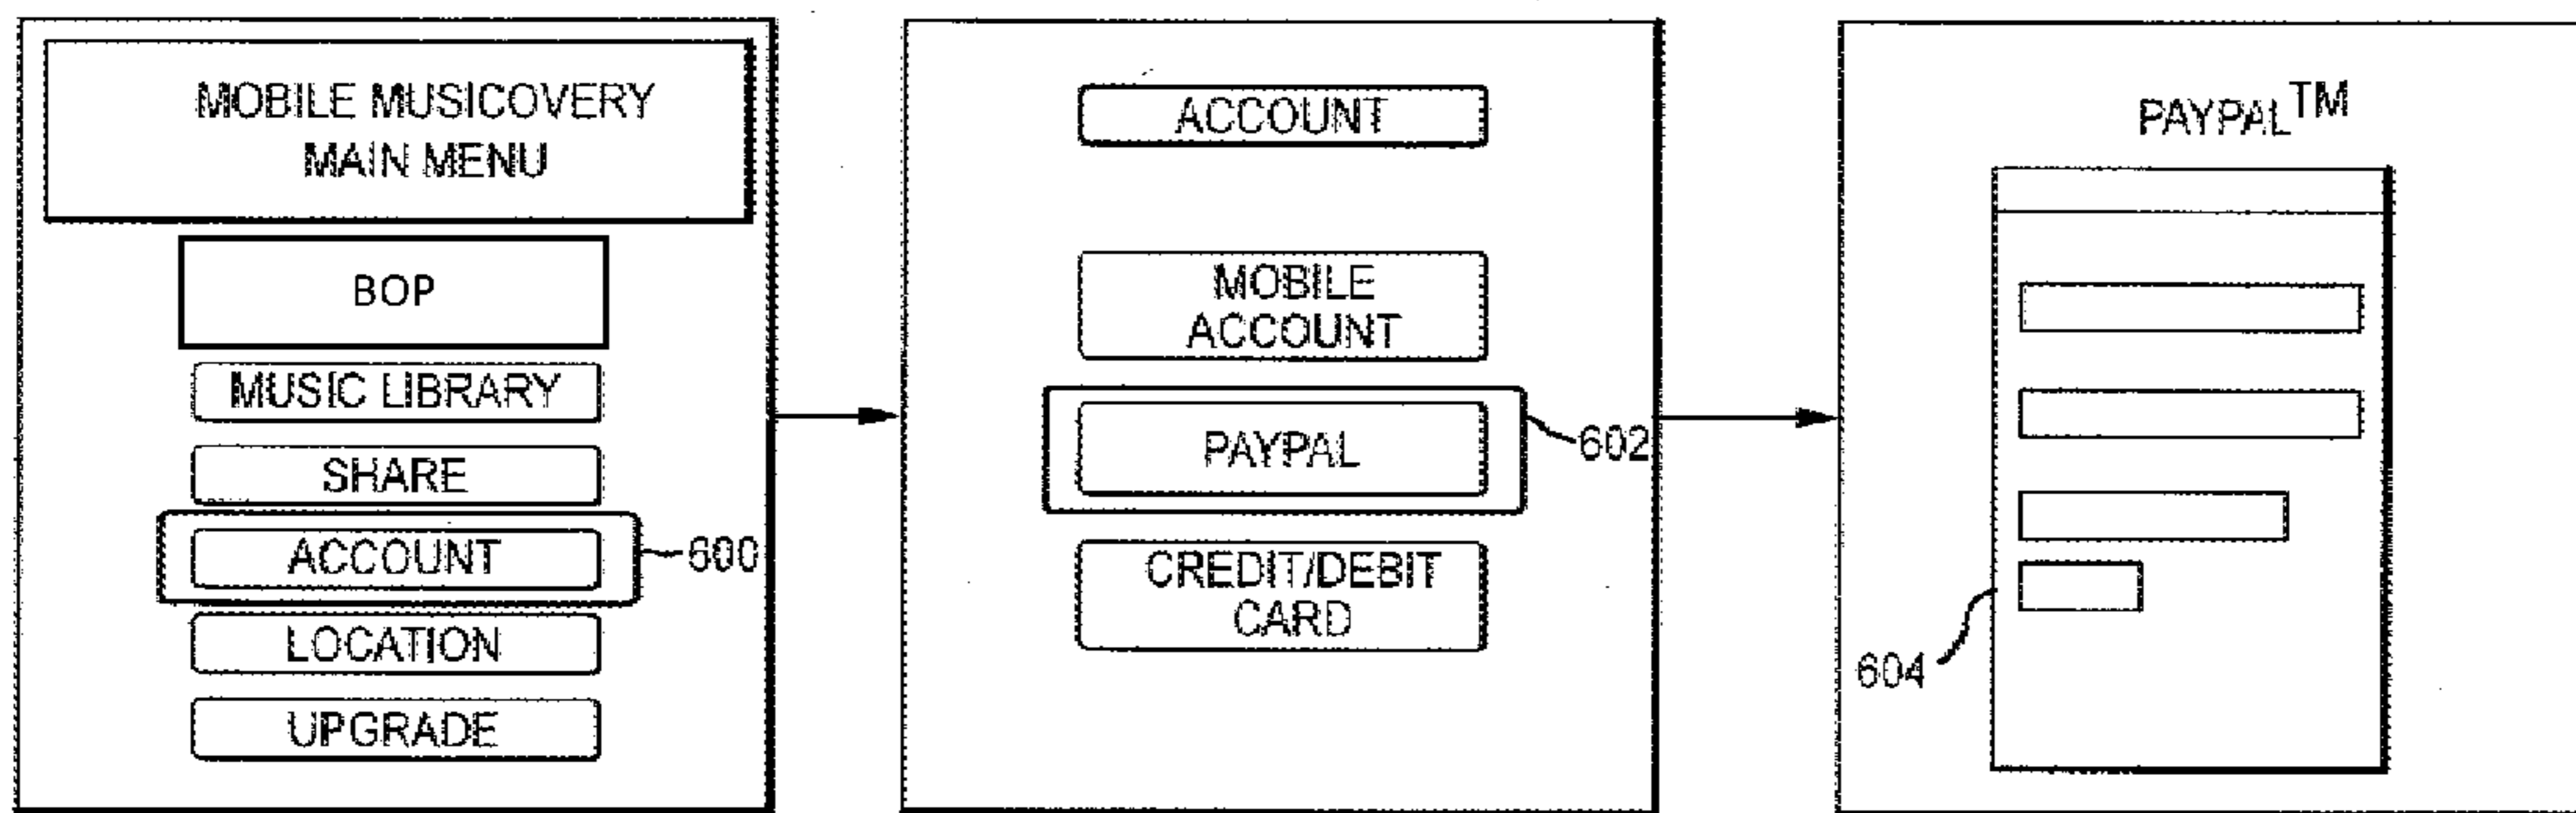 MOBILE MUSICOVERY
MAIN MENU
BOP
MUSIC LIBRARY
SHARE
ACCOUNT
600
LOCATION
UPGRADE
ACCOUNT
MOBILE
ACCOUNT
PAYPAL
602
CREDIT/DEBIT
CARD
PAYPAL™
604